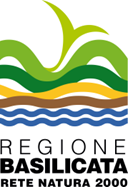 REGIONE
BASILICATA
RETE NATURA 2000